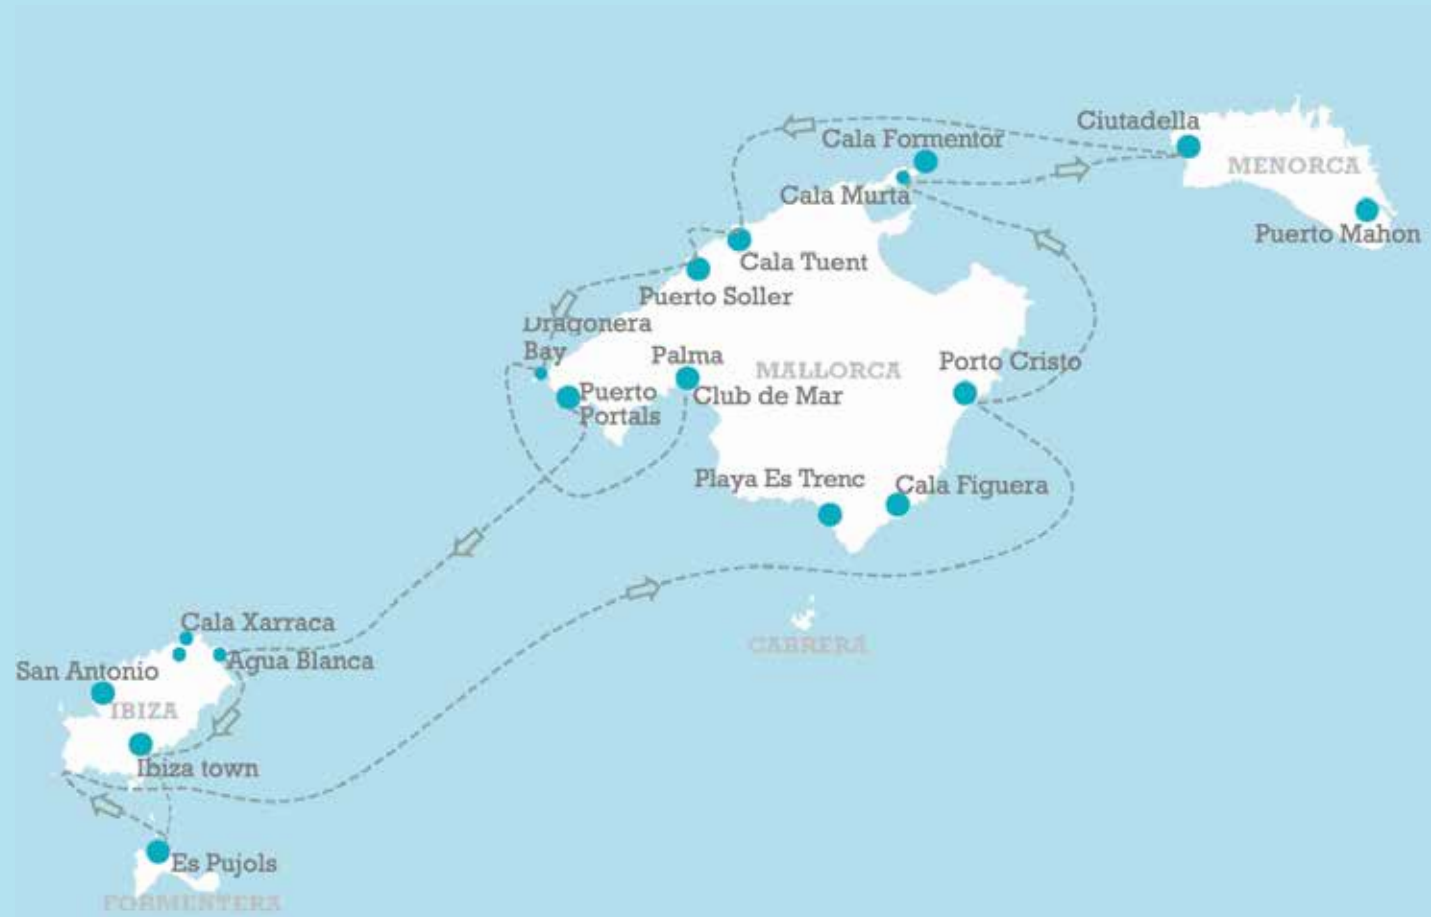 Ciutadella
Cala Formentor
MENORCA
Cala Murta
Puerto Mahon
Cala Tuent
Puerto Soller
Dragonera
Bay
Palma
MALLORCA
Porto Cristo
Puerto
Portals
Club de Mar
Playa Es Trenc
Cala Figuera
Cala Xarraca
CABRERA
Agua Blanca
San Antonio
IBIZA
Ibiza town
Es Pujols
FORMENTERA